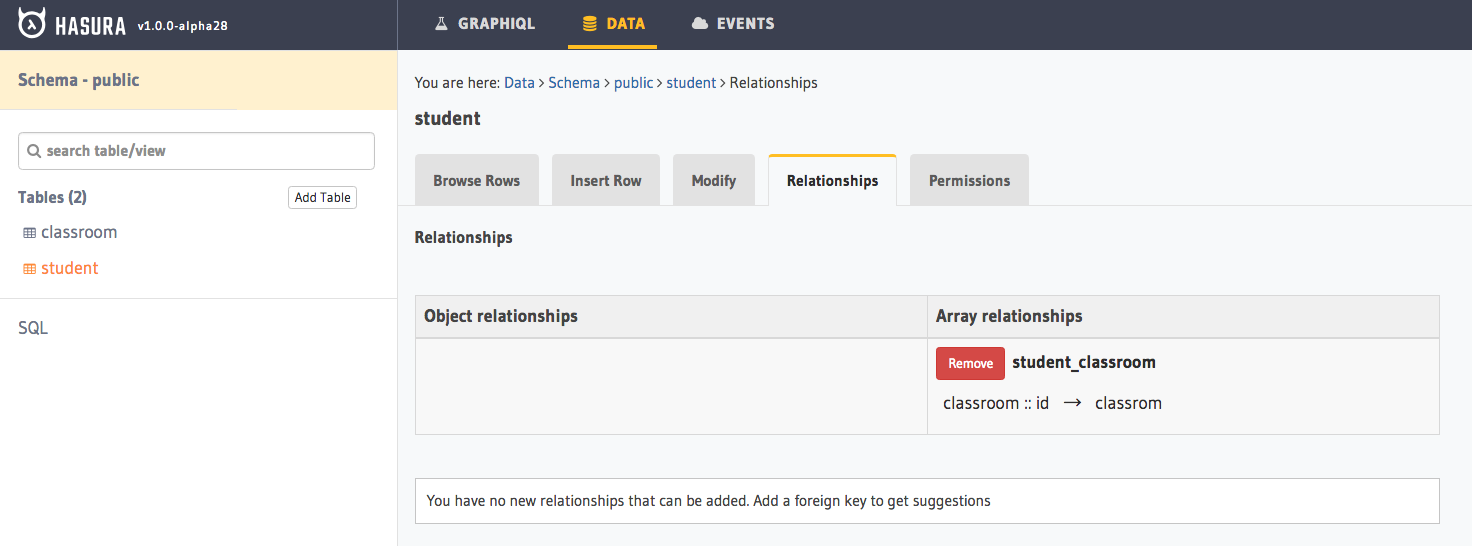 HASURA v1.0.0-alpha28
GRAPHIQL
DATA
EVENTS
Schema - public
search table/view
Tables (2)
Add Table
classroom
student
SQL
You are here: Data > Schema > public > student > Relationships
student
Browse Rows
Insert Row
Modify
Relationships
Permissions
Relationships
Object relationships
Array relationships
Remove student_classroom
classroom :: id → classrom
You have no new relationships that can be added. Add a foreign key to get suggestions